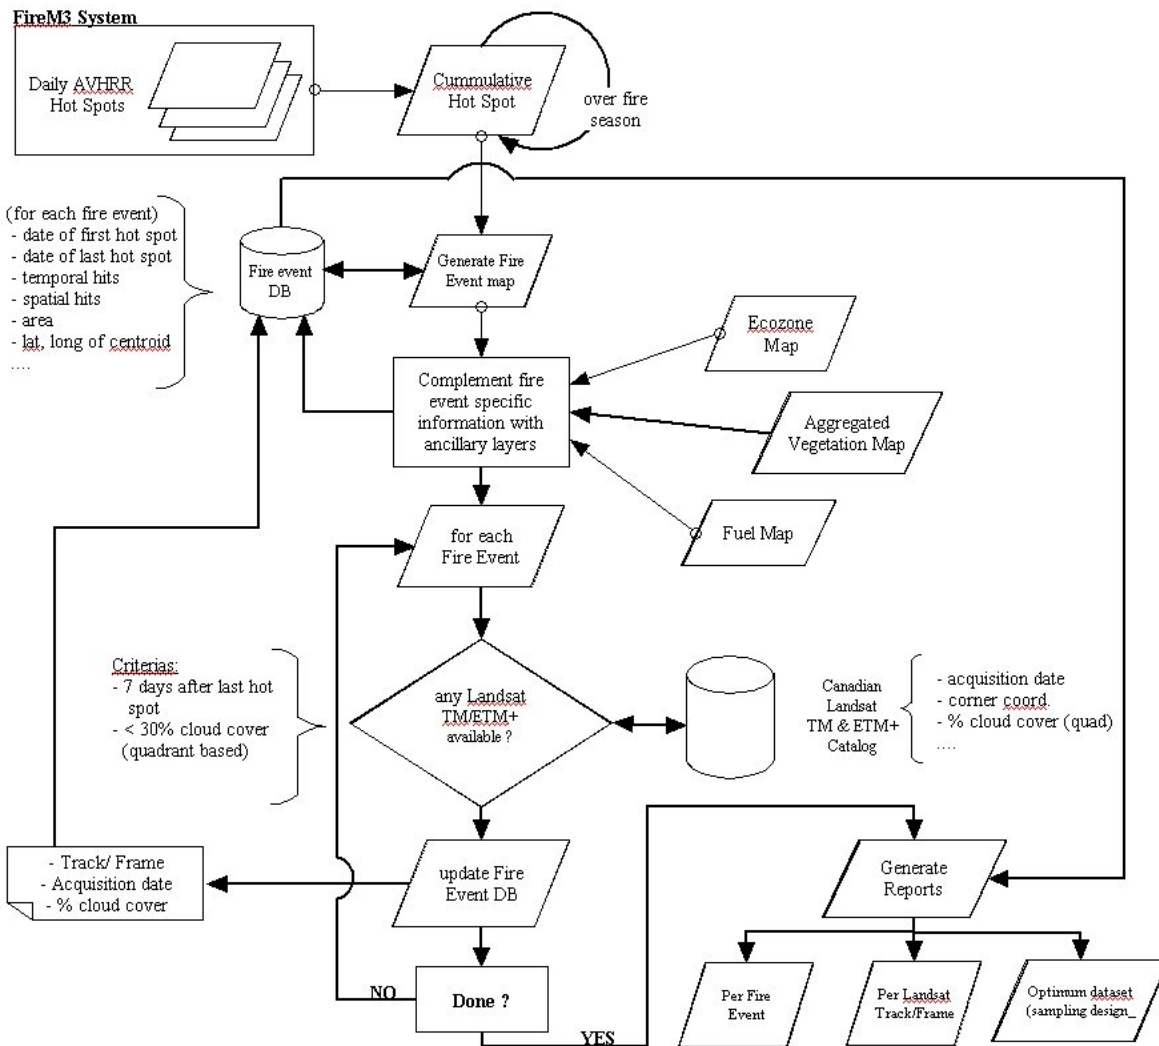 FireM3 System
Daily AVHRR
Hot Spots
Cummulative
Hot Spot
over fire
season
(for each fire event)
- date of first hot spot
- date of last hot spot
- temporal hits
- spatial hits
- area
- lat, long of centroid
....
Fire event
DB
Generate Fire
Event map
Ecozone
Map
Complement fire
event specific
information with
ancillary layers
Aggregated
Vegetation Map
Fuel Map
for each
Fire Event
Criterias:
- 7 days after last hot
spot
- < 30% cloud cover
(quadrant based)
any Landsat
TM/ETM+
available ?
Canadian
Landsat
TM & ETM+
Catalog
- acquisition date
- corner coord.
- % cloud cover (quad)
....
- Track/ Frame
- Acquisition date
- % cloud cover
update Fire
Event DB
Generate
Reports
NO
Done ?
YES
Per Fire
Event
Per Landsat
Track/Frame
Optimum dataset
(sampling design_